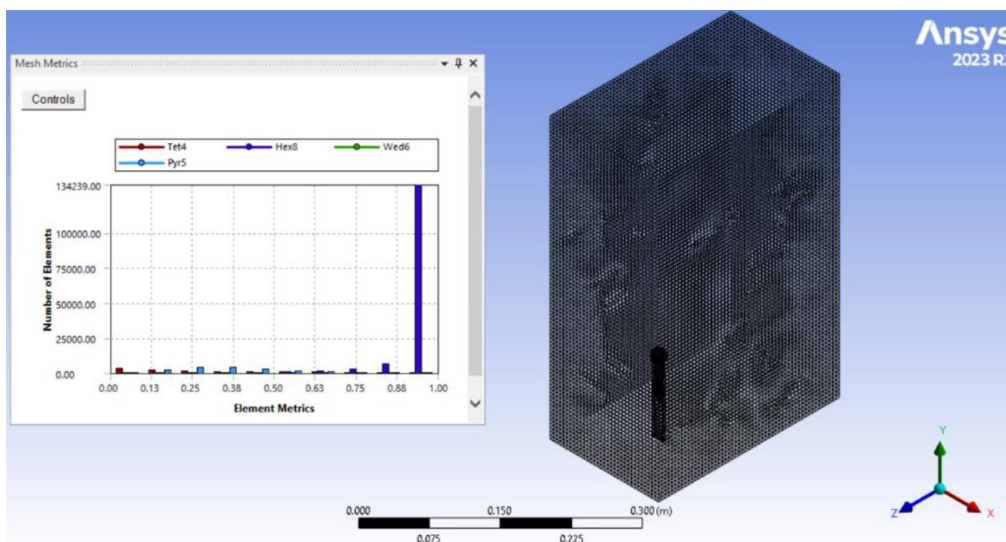 Ansys
2023 R
Mesh Metrics
Controls
Tet4
Hex8
Wed6
Pyr5
134239.00
100000.00
75000.00
50000.00
25000.00
0.00
Number of Elements
0.00 0.13 0.25 0.38 0.50 0.63 0.75 0.88 1.00
Element Metrics
0.000 0.150 0.300 (m)
0.075 0.225
Y
Z
X